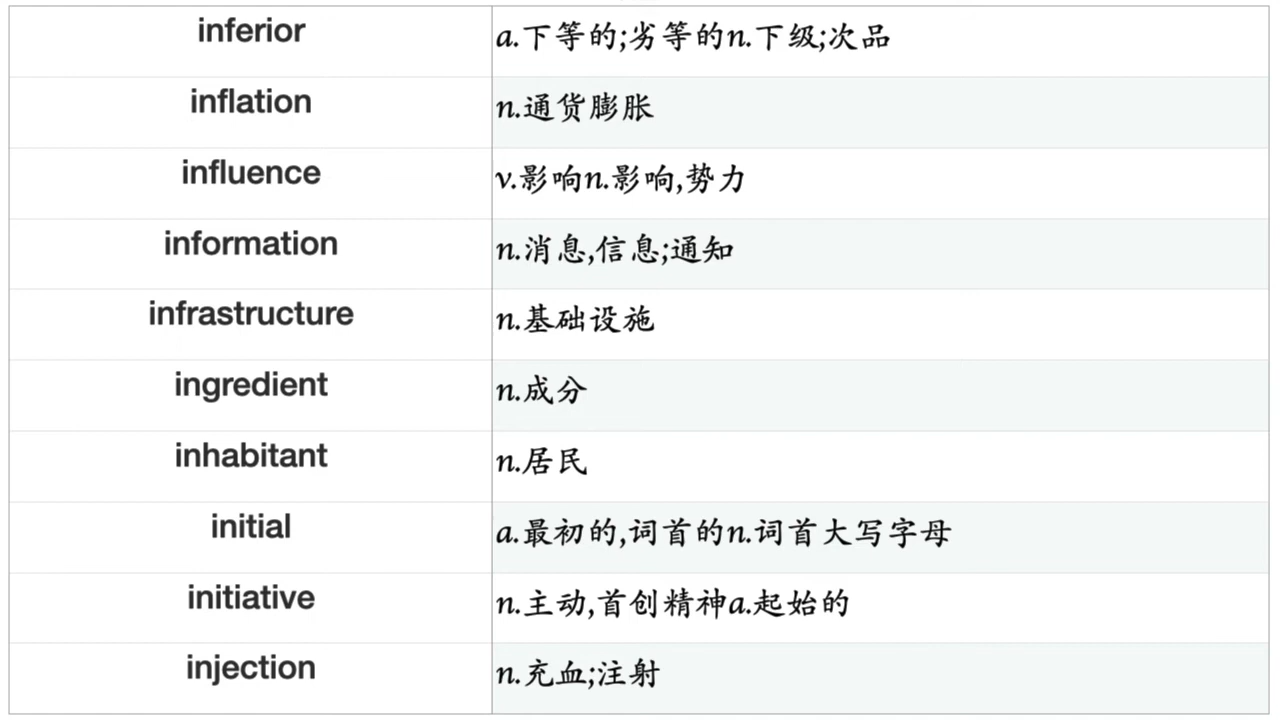 inferior a.下等的;劣等的n.下级;次品
inflation n.通货膨胀
influence v.影响n.影响,势力
information n.消息,信息;通知
infrastructure n.基础设施
ingredient n.成分
inhabitant n.居民
initial a.最初的,词首的n.词首大写字母
initiative n.主动,首创精神a.起始的
injection n.充血;注射